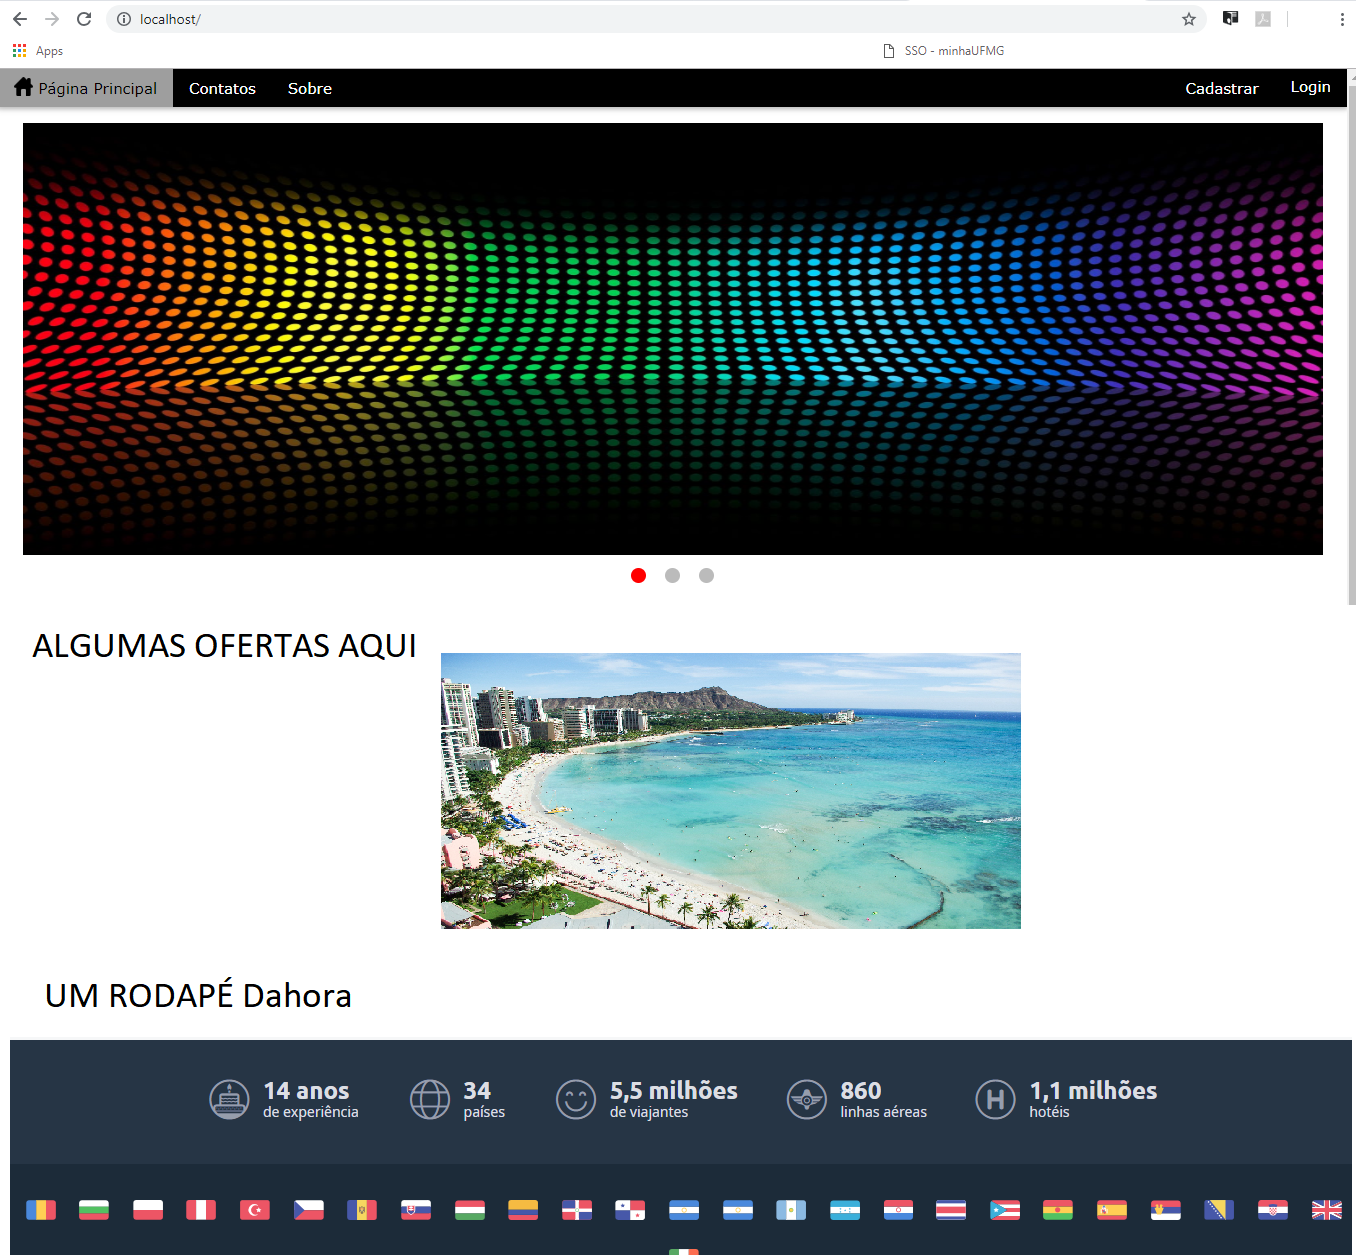 localhost/
Apps
SSO - minhaUFMG
Página Principal Contatos Sobre Cadastrar Login
ALGUMAS OFERTAS AQUI
UM RODAPÉ Dahora
14 anos
de experiência
34
países
5,5 milhões
de viajantes
860
linhas aéreas
H
1,1 milhões
hotéis